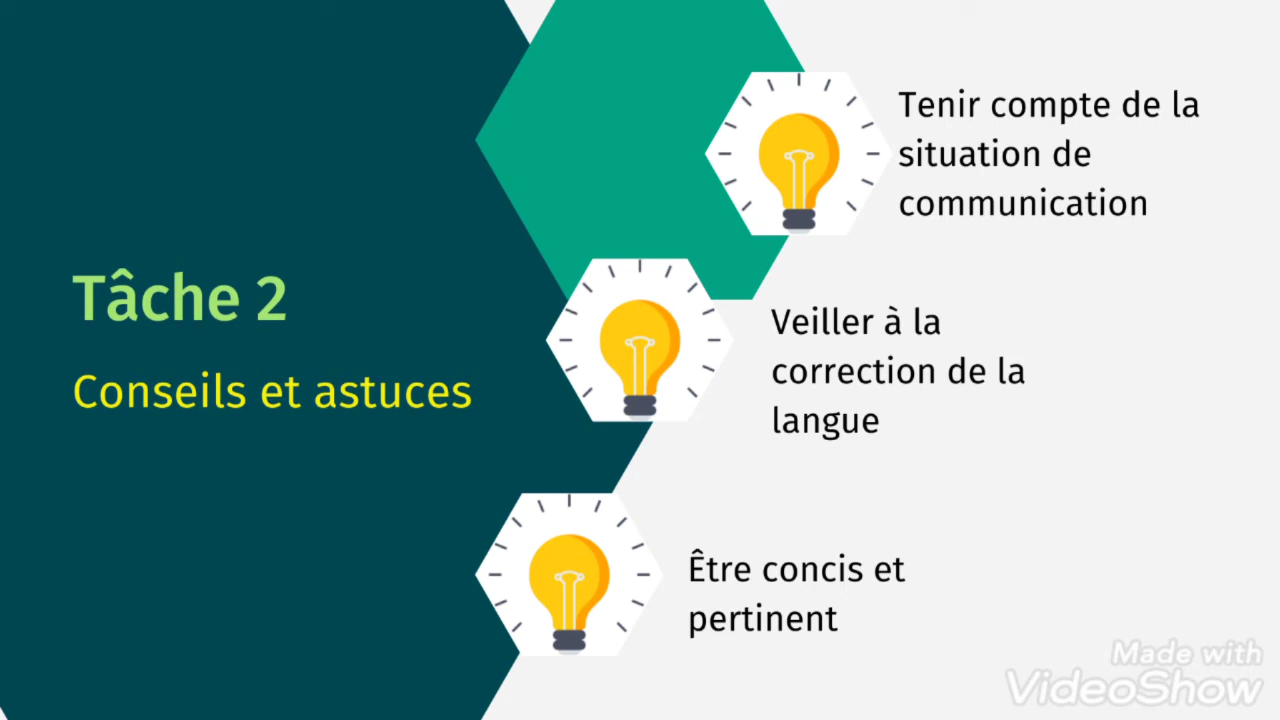 Tâche 2
Conseils et astuces
Tenir compte de la
situation de
communication
Veiller à la
correction de la
langue
Être concis et
pertinent
Made with
VideoShow